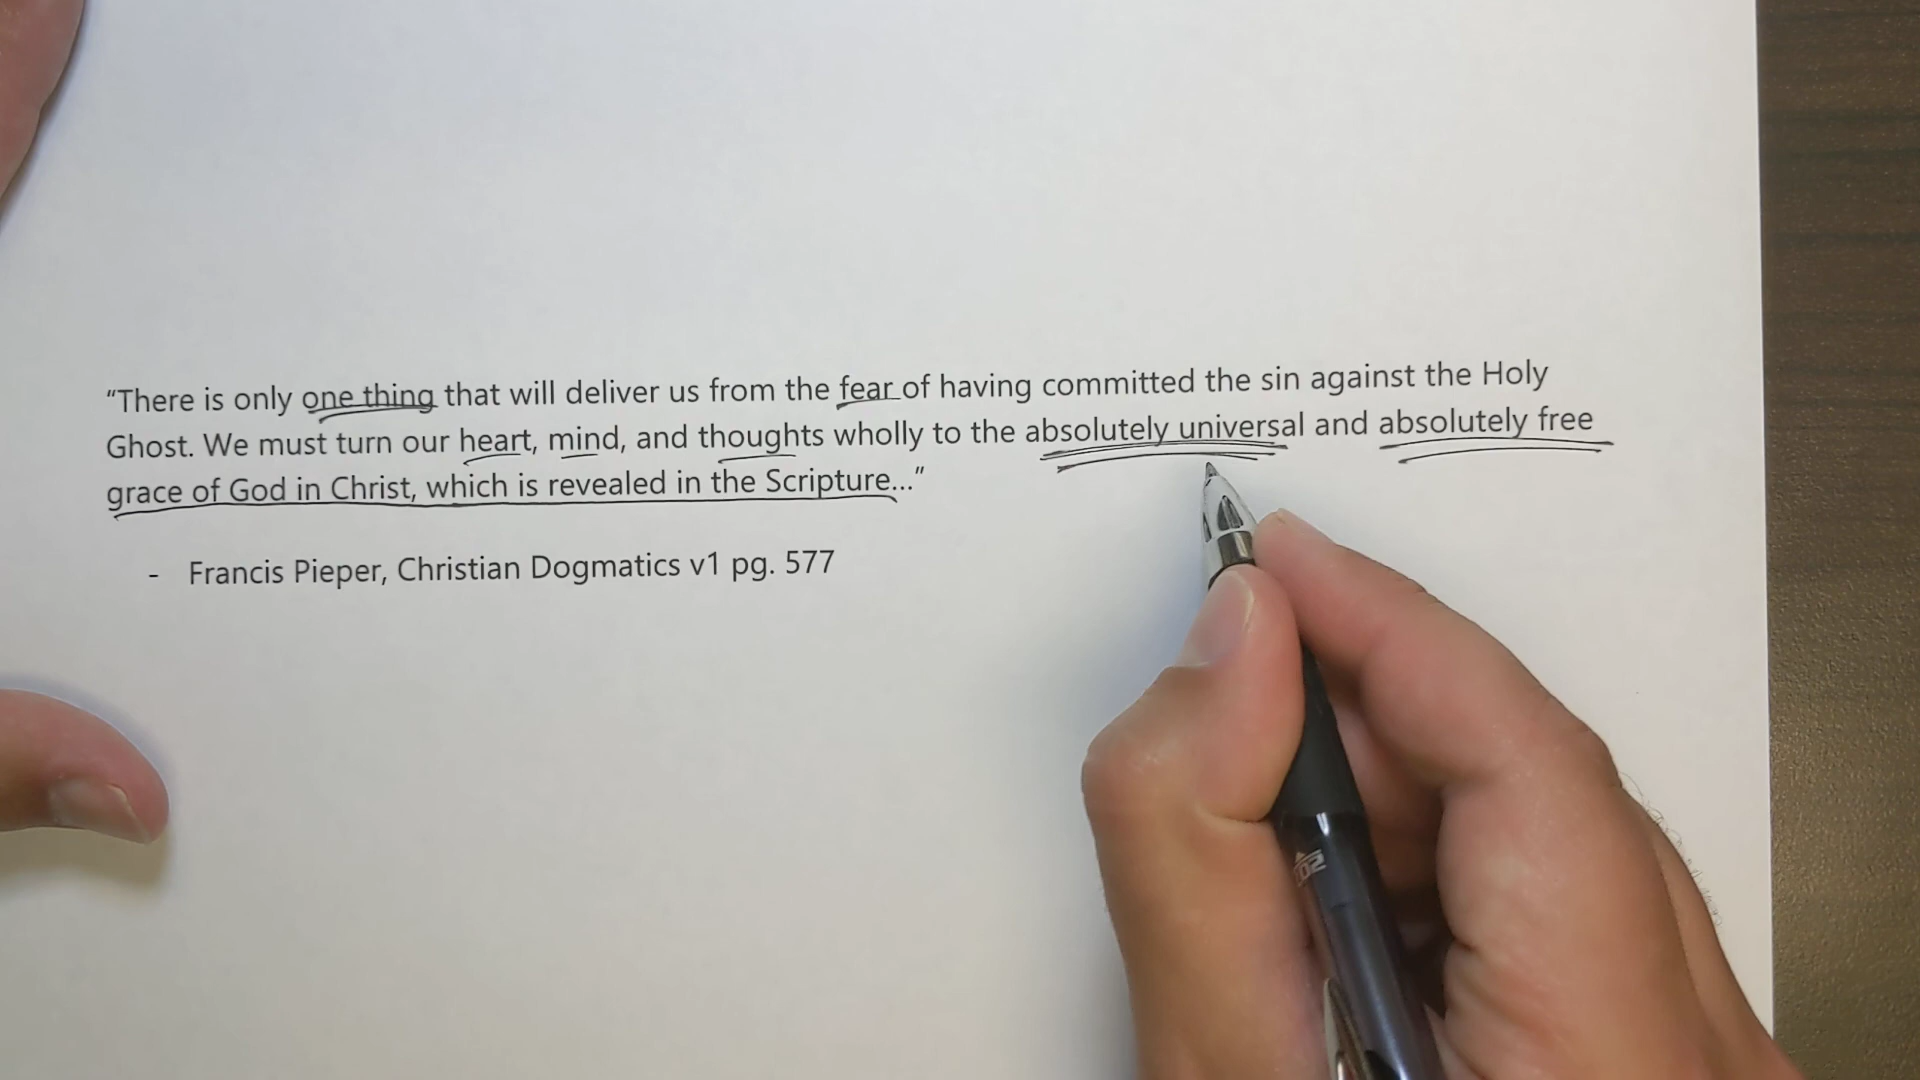 “There is only one thing that will deliver us from the fear of having committed the sin against the Holy
Ghost. We must turn our heart, mind, and thoughts wholly to the absolutely universal and absolutely free
grace of God in Christ, which is revealed in the Scripture...”
- Francis Pieper, Christian Dogmatics v1 pg. 577